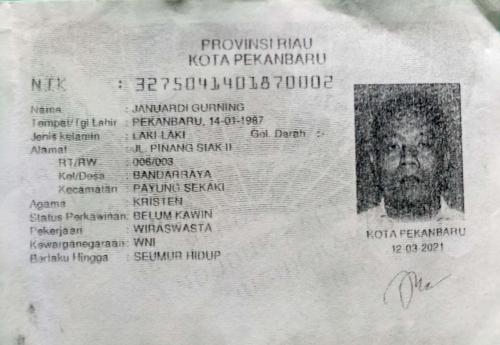 PROVINSI RIAU
KOTA PEKANBARU
NIK : 3275041401870002
Nama : JANUARDI GURNING
Tempat/Tgl Lahir : PEKANBARU, 14-01-1987
Jenis kelamin : LAKI-LAKI Gol. Darah :-
Alamat : JL. PINANG SIAK II
RT/RW : 006/003
Kel/Desa : BANDARRAYA
Kecamatan : PAYUNG SEKAKI
Agama : KRISTEN
Status Perkawinan: BELUM KAWIN
Pekerjaan : WIRASWASTA
Kewarganegaraan: WNI
Berlaku Hingga : SEUMUR HIDUP
KOTA PEKANBARU
12-03-2021